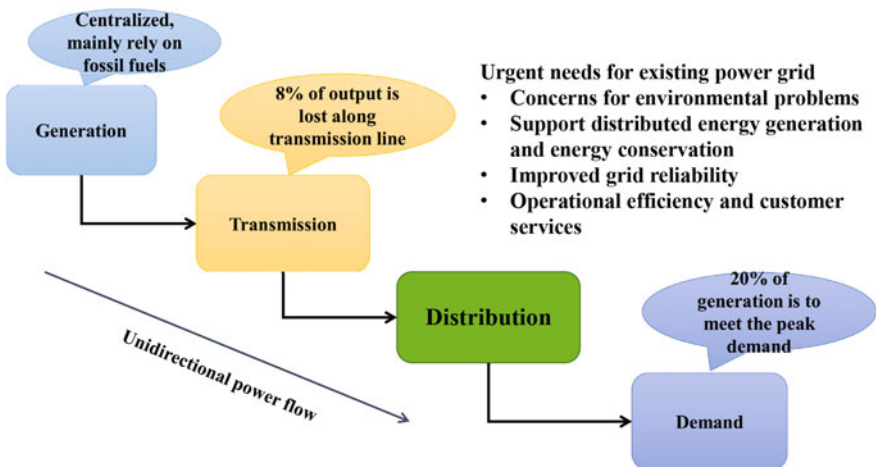 Centralized,
mainly rely on
fossil fuels
Generation
8% of output is
lost along
transmission line
Transmission
Urgent needs for existing power grid
• Concerns for environmental problems
• Support distributed energy generation
and energy conservation
• Improved grid reliability
• Operational efficiency and customer
services
Distribution
Unidirectional power flow
20% of
generation is to
meet the peak
demand
Demand